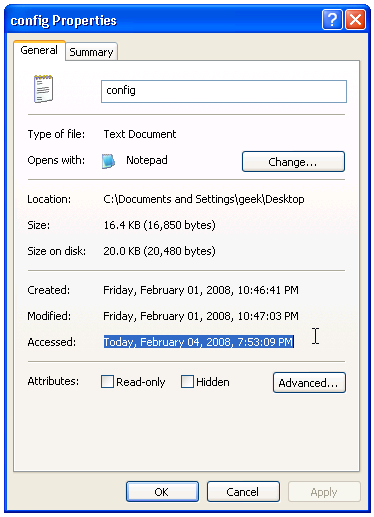 config Properties
General Summary
config
Type of file: Text Document
Opens with: Notepad Change...
Location: C:\Documents and Settings\geek\Desktop
Size: 16.4 KB (16,850 bytes)
Size on disk: 20.0 KB (20,480 bytes)
Created: Friday, February 01, 2008, 10:46:41 PM
Modified: Friday, February 01, 2008, 10:47:03 PM
Accessed: Today, February 04, 2008, 7:53:09 PM
Attributes: Read-only Hidden Advanced...
OK Cancel Apply